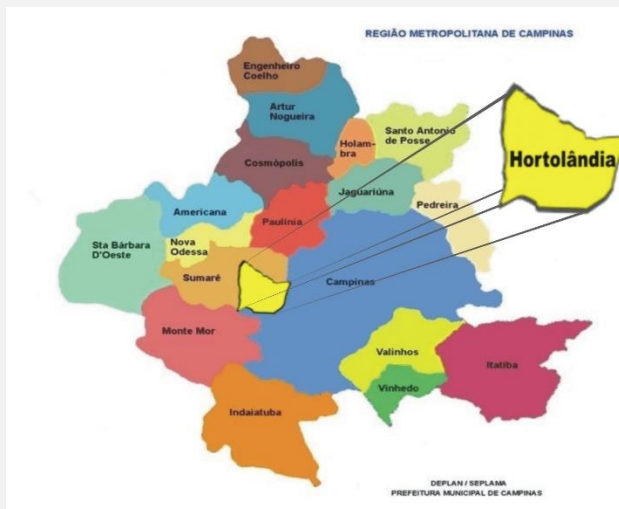 REGIÃO METROPOLITANA DE CAMPINAS
Engenheiro
Coelho
Artur
Nogueira
Holam-
bra
Santo Antonio
de Posse
Cosmópolis
Hortolândia
Jaguariúna
Pedreira
Americana
Paulínia
Sta Bárbara
D'Oeste
Nova
Odessa
Sumaré
Campinas
Monte Mor
Valinhos
Itatiba
Vinhedo
Indaiatuba
DEPLAN / SEPLAMA
PREFEITURA MUNICIPAL DE CAMPINAS